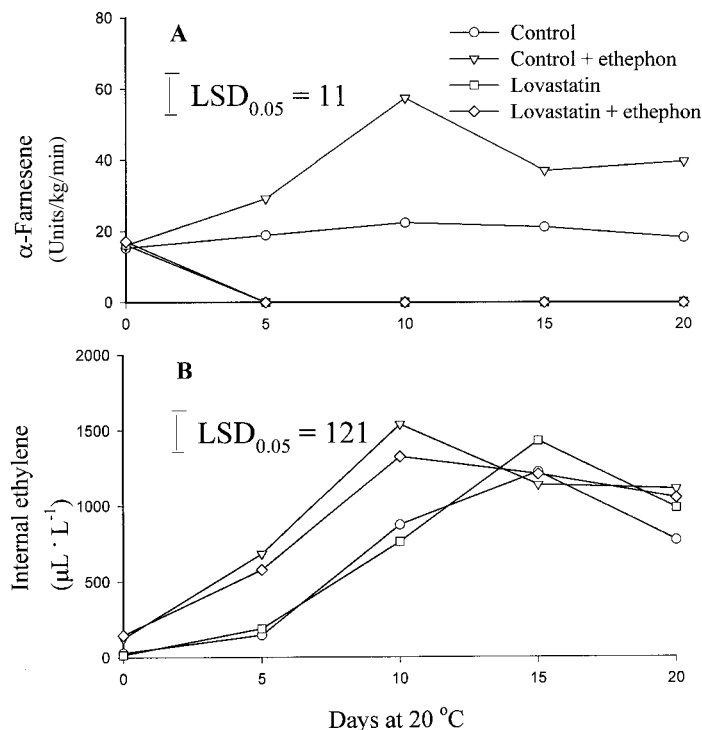 80
A
Control
Control + ethephon
Lovastatin
Lovastatin + ethephon
LSD0.05 = 11
60
40
20
0
α-Farnesene
(Units/kg/min)
0 5 10 15 20
2000
B
LSD0.05 = 121
1500
1000
500
0
Internal ethylene
(μL · L-1)
0 5 10 15 20
Days at 20 °C